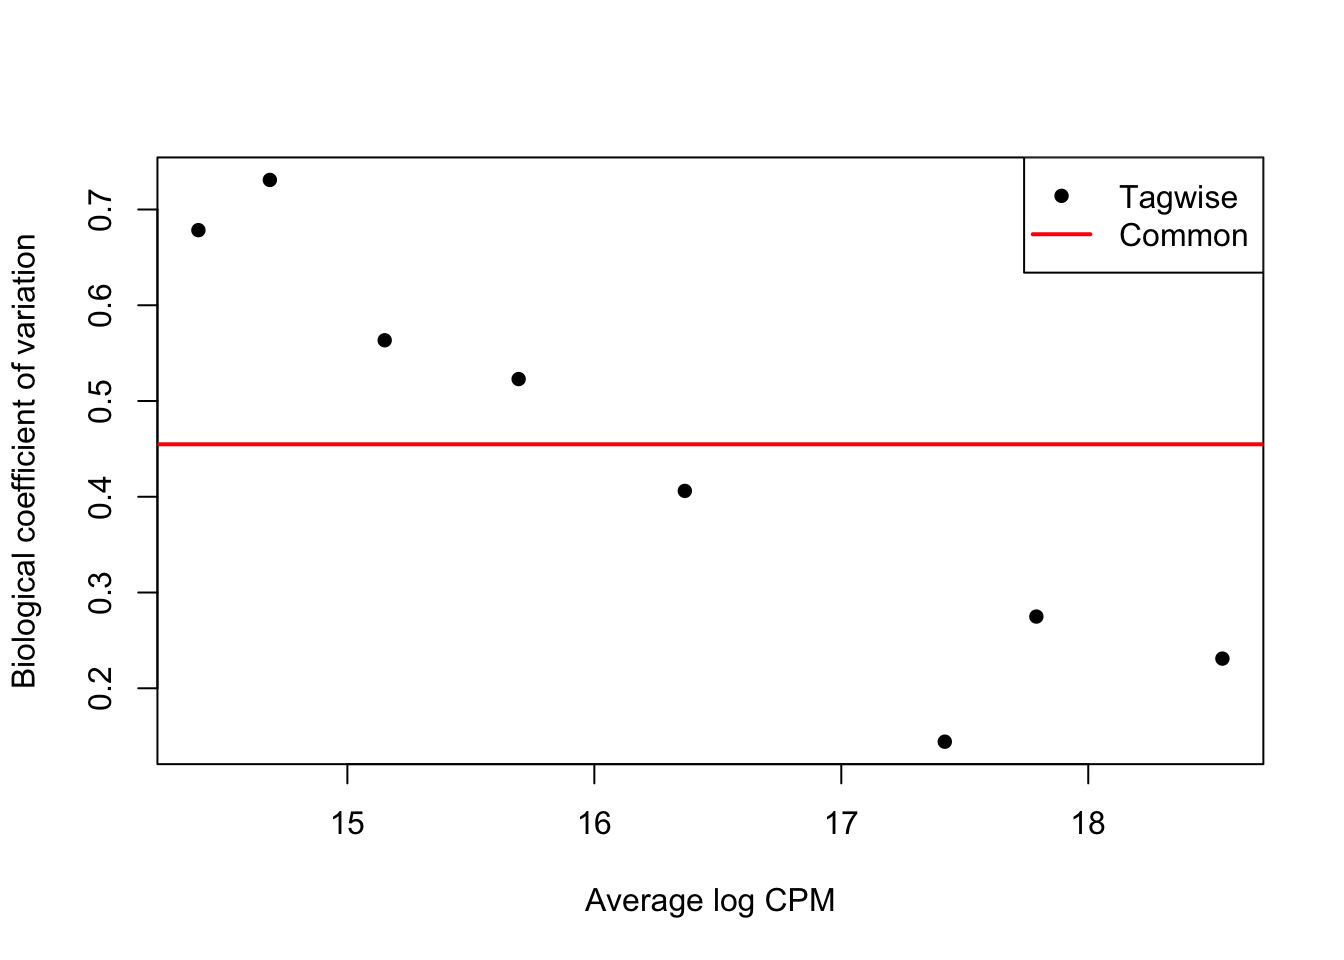 Tagwise
Common
Biological coefficient of variation
0.7
0.6
0.5
0.4
0.3
0.2
15 16 17 18
Average log CPM